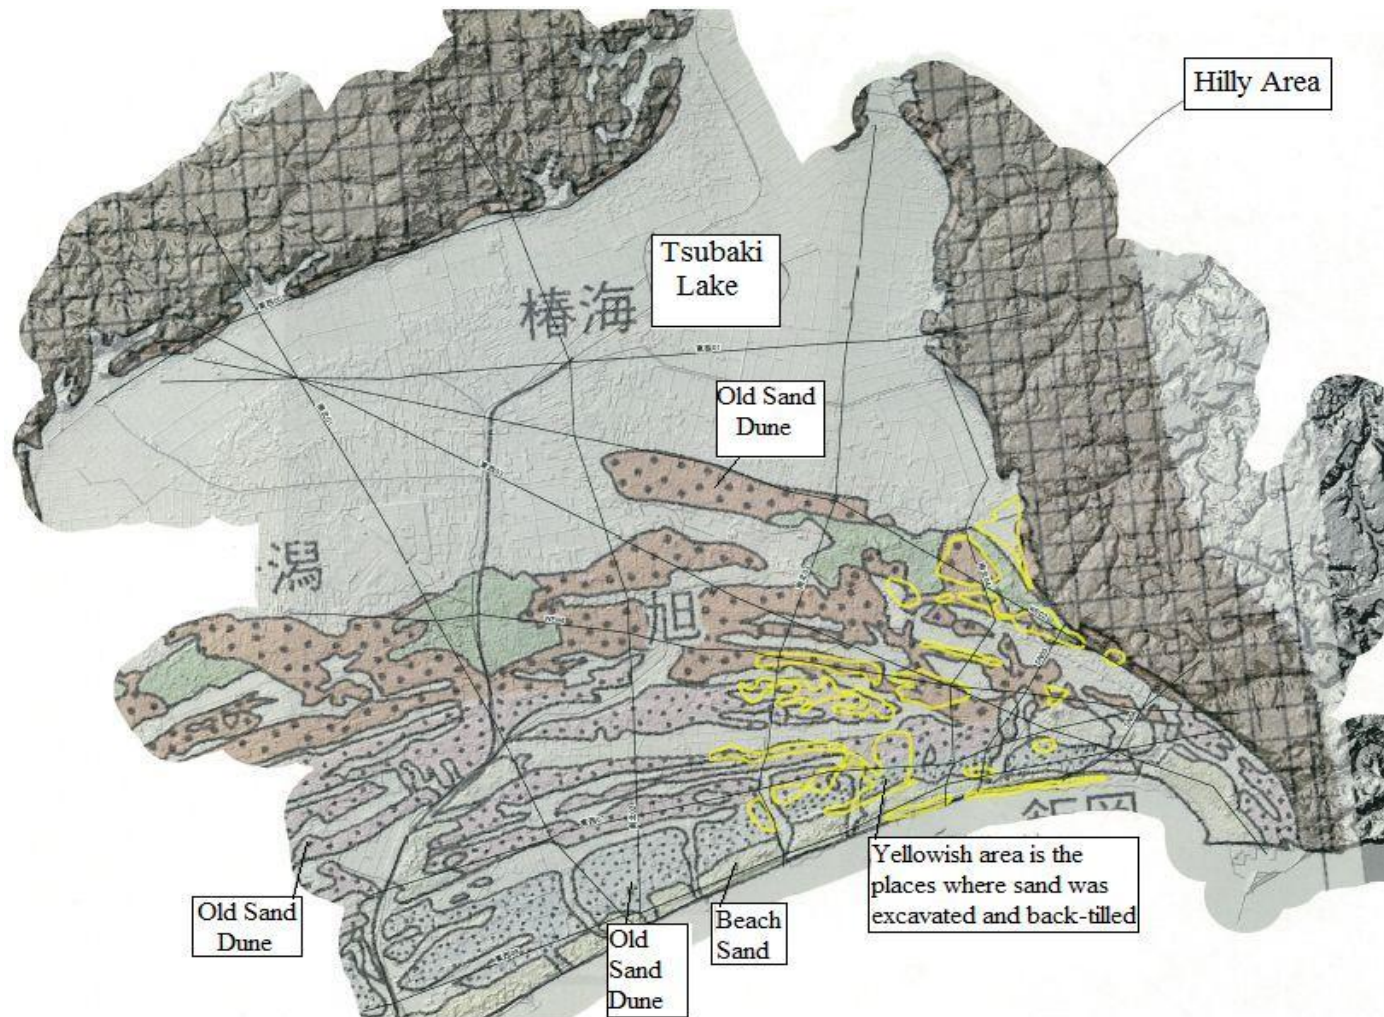 Hilly Area
Tsubaki
Lake
椿海
Old Sand
Dune
潟
旭
Yellowish area is the
places where sand was
excavated and back-tilled
Old Sand
Dune
Beach
Sand
Old
Sand
Dune